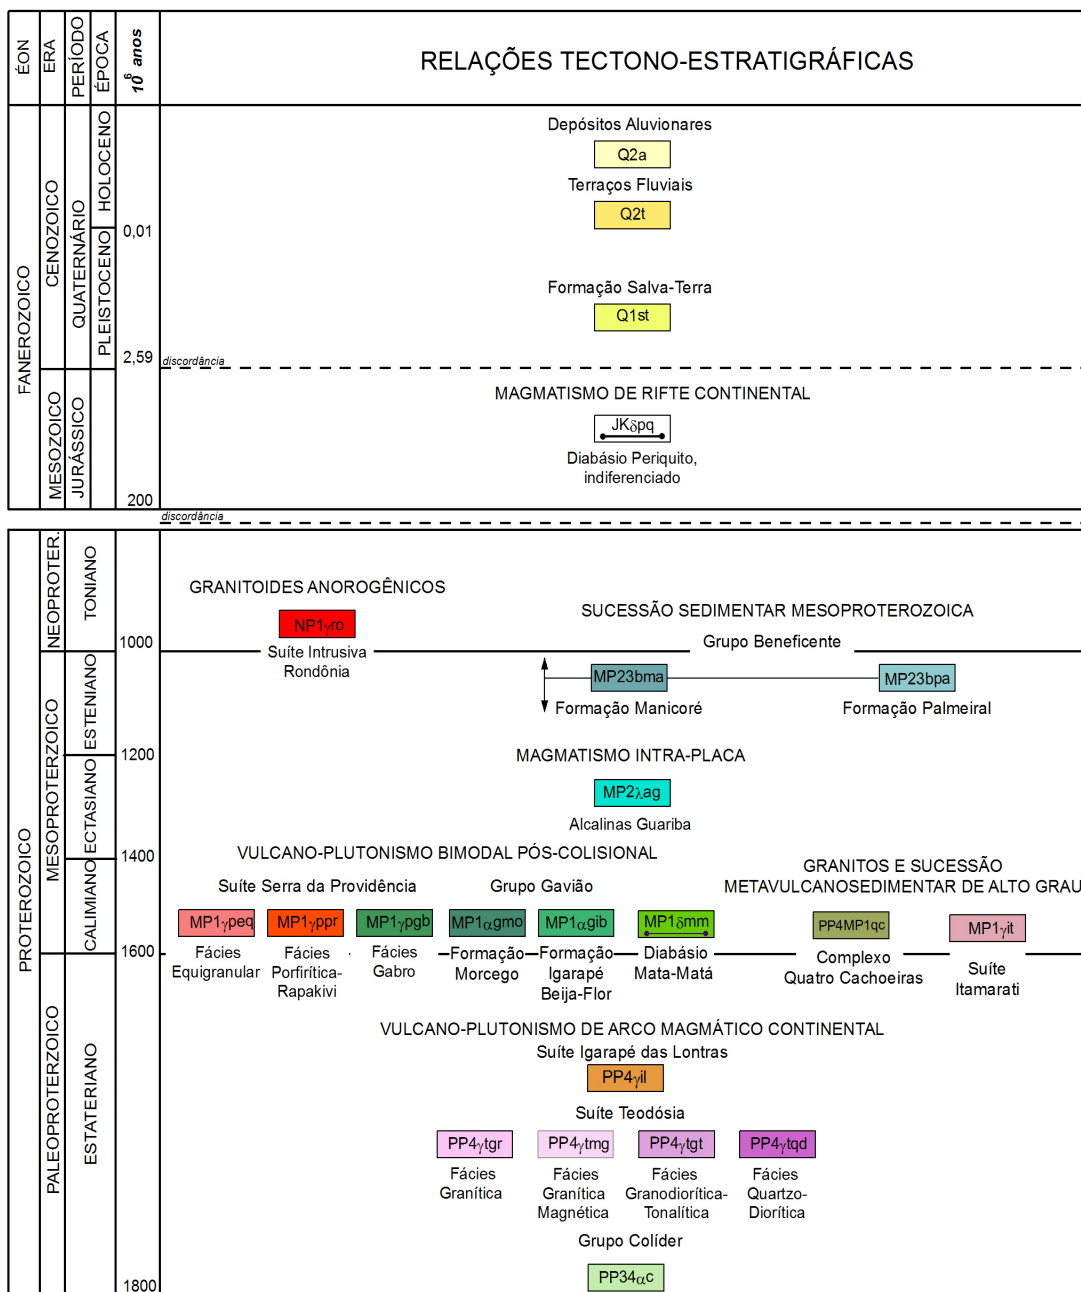 ÉON
ERA
PERÍODO
ÉPOCA
10⁶ anos
RELAÇÕES TECTONO-ESTRATIGRÁFICAS
FANEROZOICO
CENOZOICO
QUATERNÁRIO
HOLOCENO
Depósitos Aluvionares
Q2a
Terraços Fluviais
Q2t
0,01
PLEISTOCENO
Formação Salva-Terra
Q1st
2,59
discordância
MESOZOICO
JURÁSSICO
MAGMATISMO DE RIFTE CONTINENTAL
JKδpq
Diabásio Periquito,
indiferenciado
200
discordância
PROTEROZOICO
NEOPROTER.
TONIANO
GRANITOIDES ANOROGÊNICOS
NP1γro
Suíte Intrusiva
Rondônia
SUCESSÃO SEDIMENTAR MESOPROTEROZOICA
Grupo Beneficente
1000
MESOPROTERZOICO
ESTENIANO
MP23bma
MP23bpa
Formação Manicoré
Formação Palmeiral
1200
ECTASIANO
MAGMATISMO INTRA-PLACA
MP2λag
Alcalinas Guariba
1400
CALIMIANO
VULCANO-PLUTONISMO BIMODAL PÓS-COLISIONAL
Suíte Serra da Providência
Grupo Gavião
GRANITOS E SUCESSÃO
METAVULCANOSEDIMENTAR DE ALTO GRAU
MP1γpeq
MP1γppr
MP1γpgb
MP1αgmo
MP1αgib
MP1δmm
PP4MP1qc
MP1γit
Fácies
Equigranular
Fácies
Porfirítica-
Rapakivi
Fácies
Gabro
Formação
Morcego
Formação
Igarapé
Beija-Flor
Diabásio
Mata-Matá
Complexo
Quatro Cachoeiras
Suíte
Itamarati
1600
PALEOPROTERZOICO
ESTATERIANO
VULCANO-PLUTONISMO DE ARCO MAGMÁTICO CONTINENTAL
Suíte Igarapé das Lontras
PP4γil
Suíte Teodósia
PP4γtgr
PP4γtmg
PP4γtgt
PP4γtqd
Fácies
Granítica
Fácies
Granítica
Magnética
Fácies
Granodiorítica-
Tonalítica
Fácies
Quartzo-
Diorítica
Grupo Colíder
PP34αc
1800